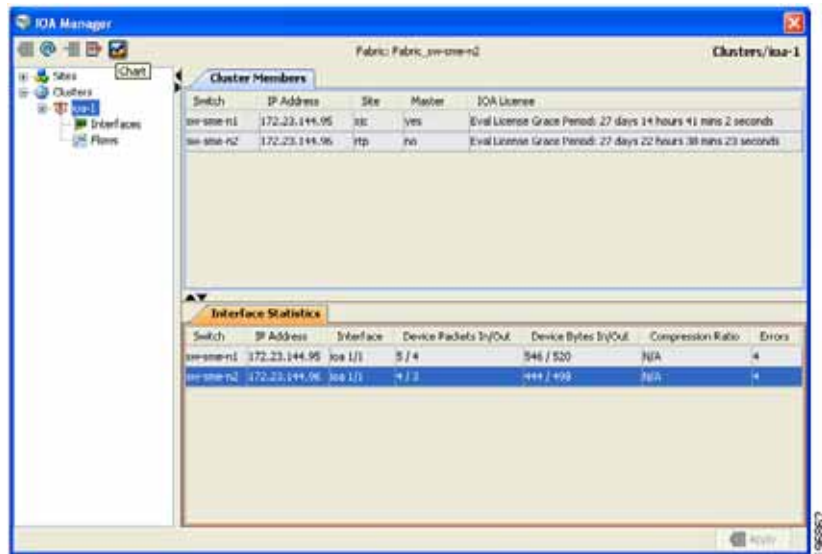 IOA Manager
Fabric: Fabric_sw-sme-n2
Clusters/ioa-1
Chart
Sites
Clusters
ioa-1
Interfaces
Flows
Cluster Members
Switch IP Address Site Master IOA License
sw-sme-n1 172.23.144.95 sjc yes Eval License Grace Period: 27 days 14 hours 41 mins 2 seconds
sw-sme-n2 172.23.144.96 rtp no Eval License Grace Period: 27 days 22 hours 38 mins 23 seconds
Interface Statistics
Switch IP Address Interface Device Packets In/Out Device Bytes In/Out Compression Ratio Errors
sw-sme-n1 172.23.144.95 ioa 1/1 5 / 4 546 / 520 N/A 4
sw-sme-n2 172.23.144.96 ioa 1/1 4 / 3 444 / 498 N/A 4
Apply